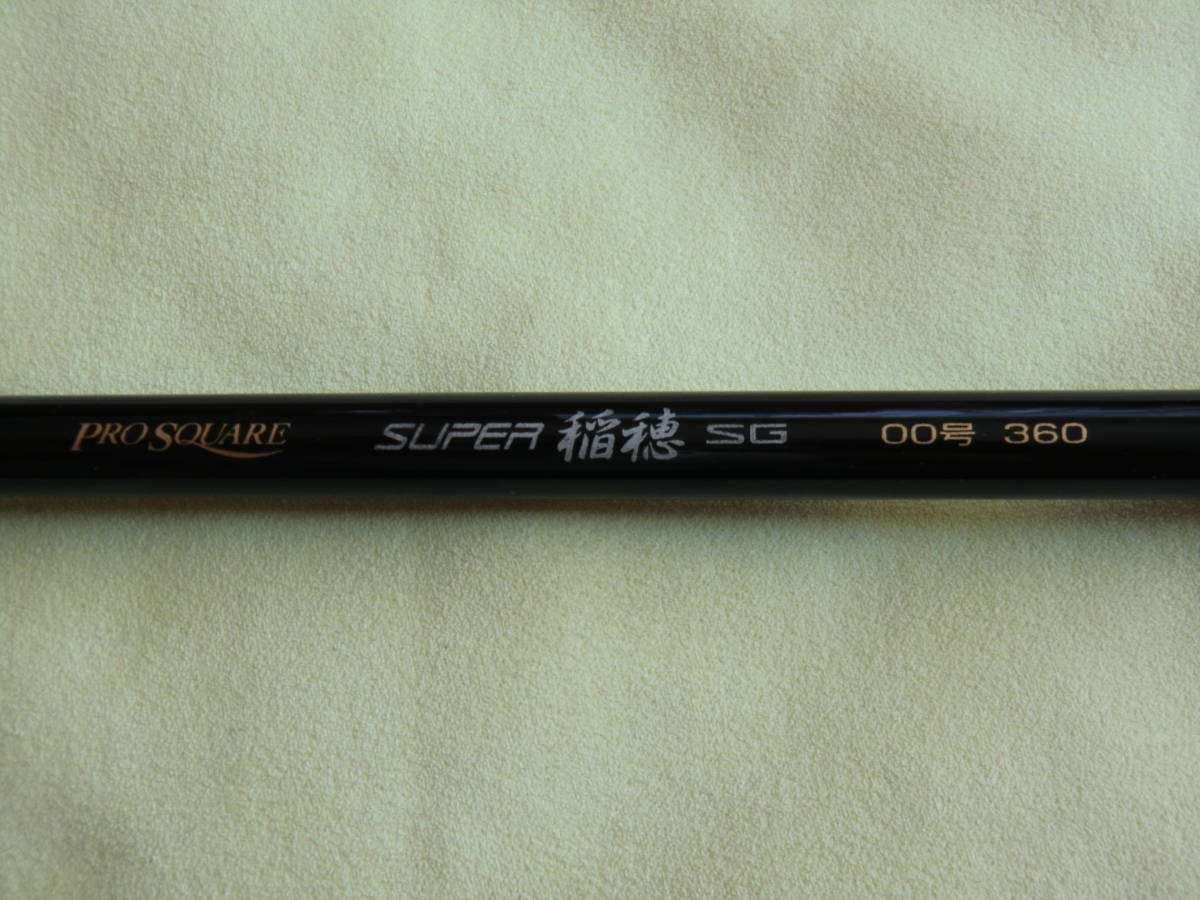 PRO SQUARE SUPER 稲穂 SG 00号 360